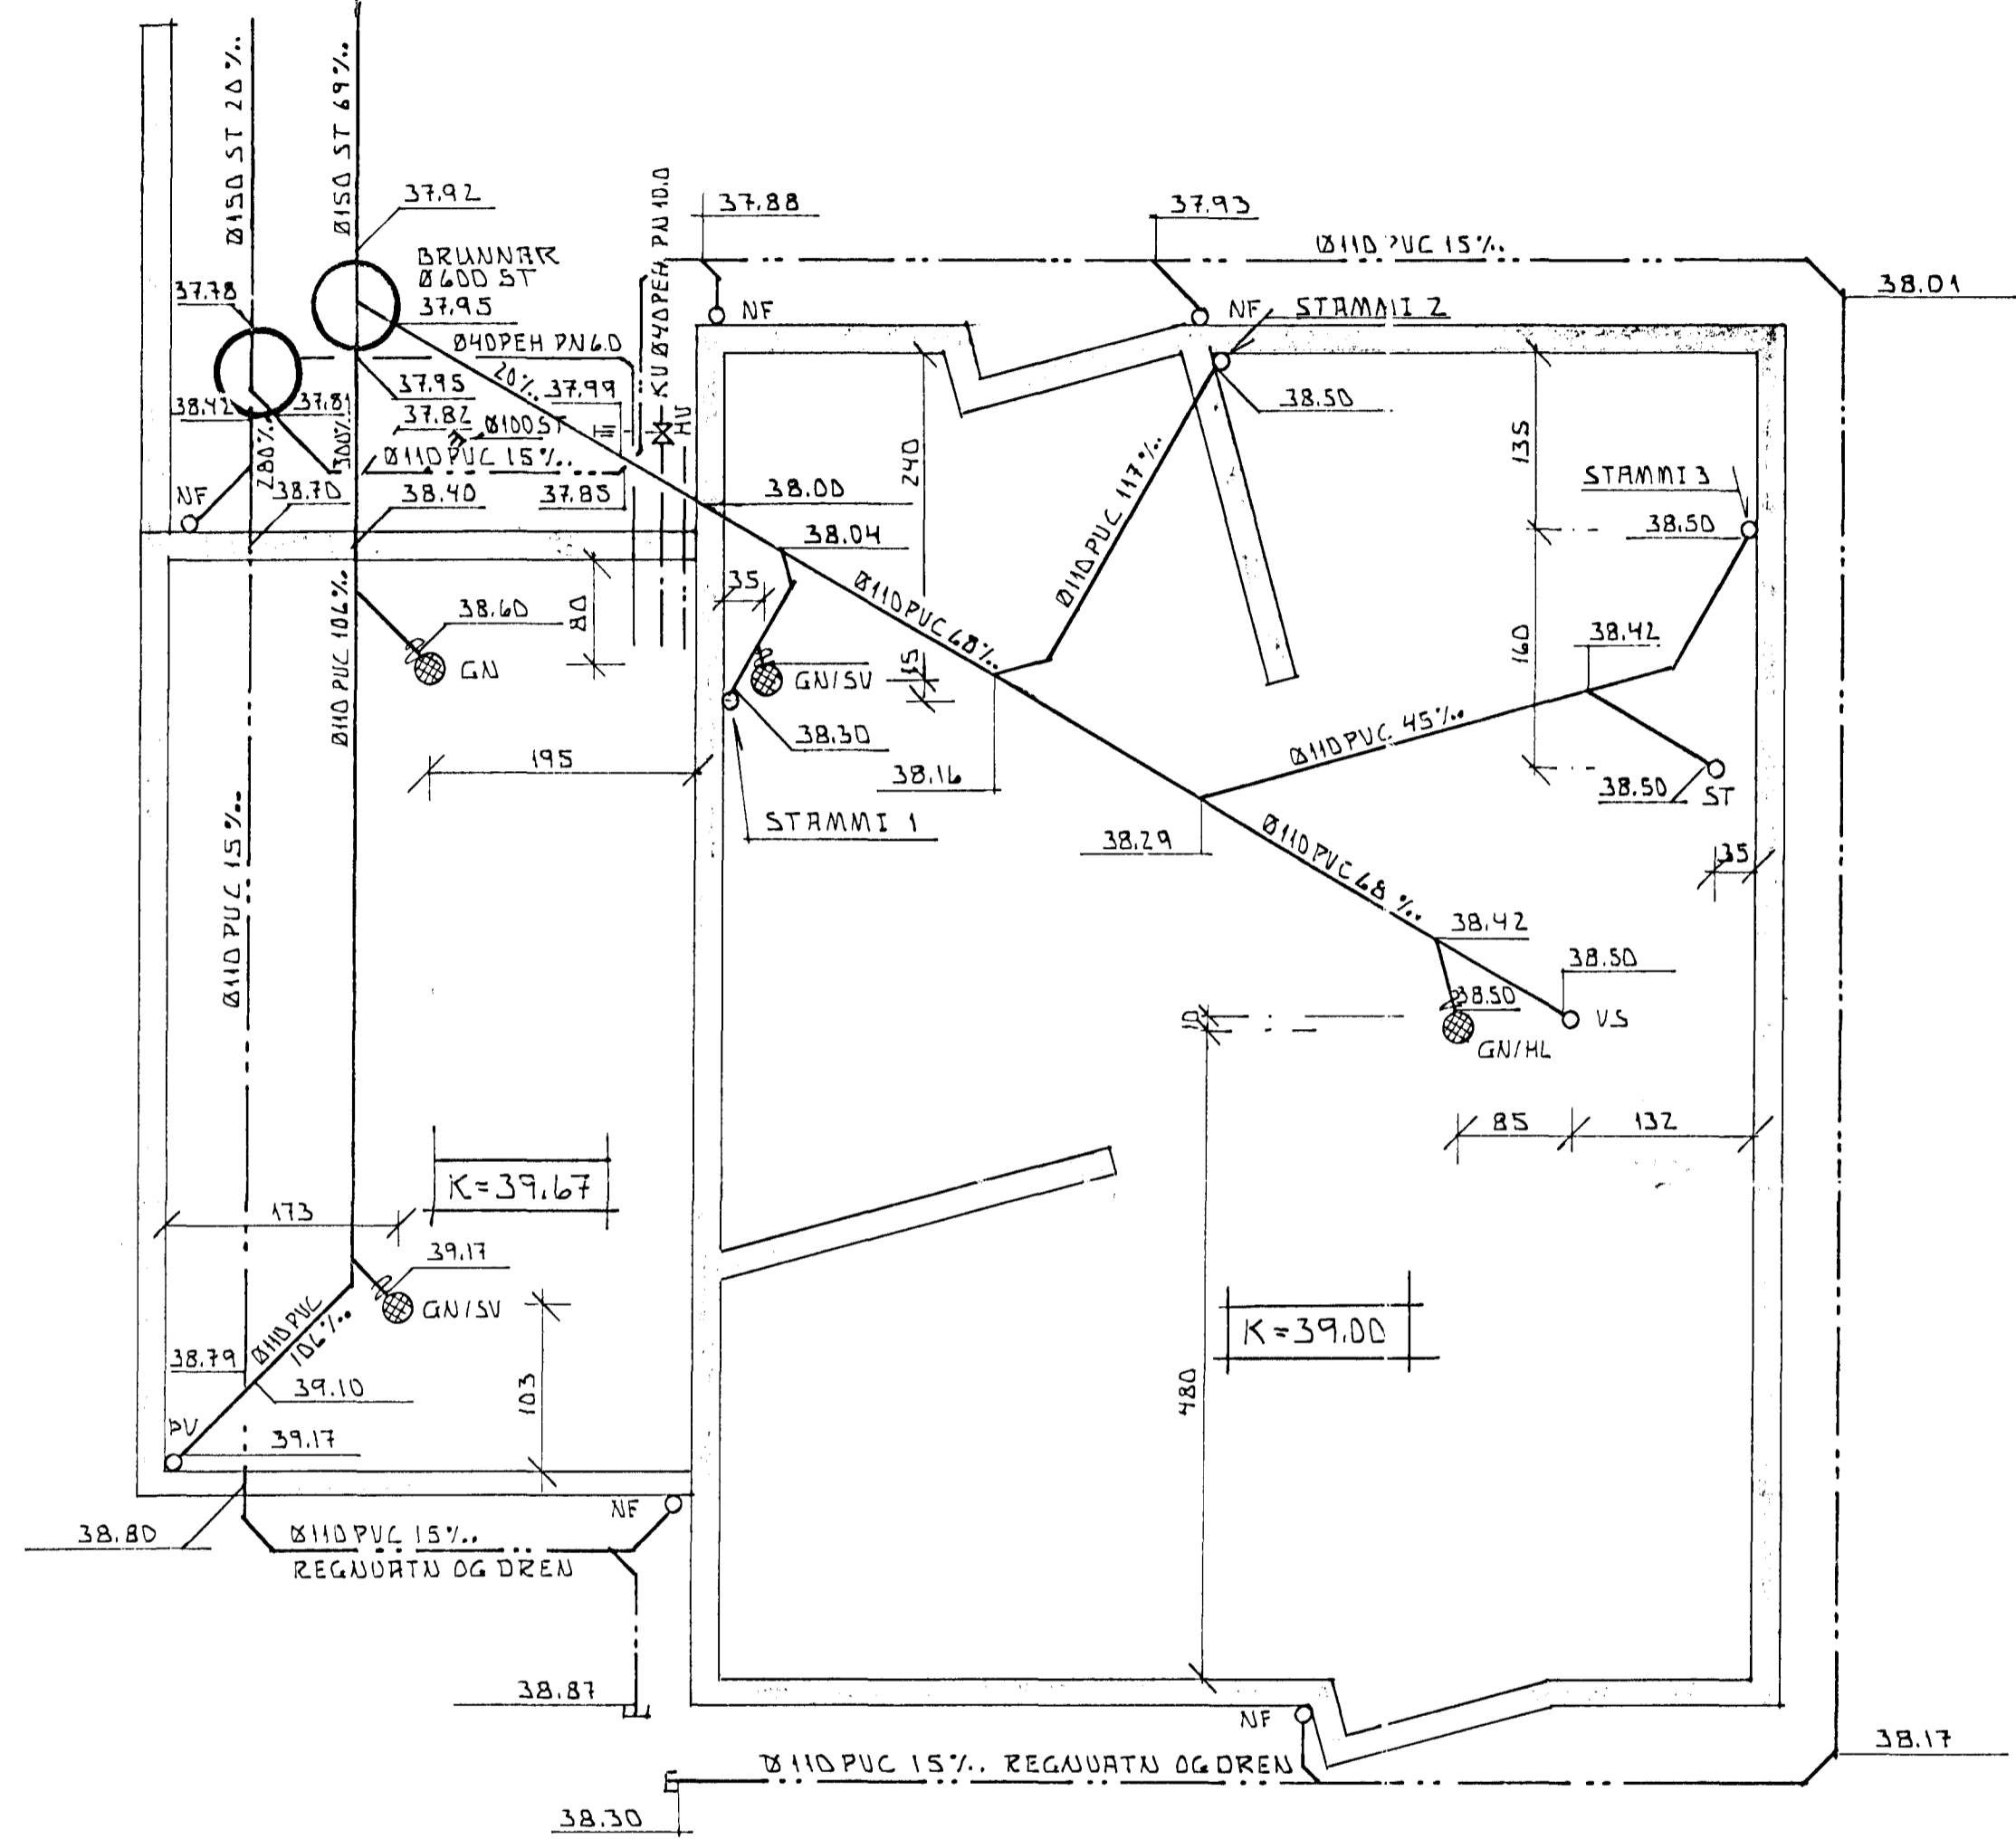 Ø150 ST 20‰
Ø150 ST 69‰
37.92
BRUNNAR
Ø600 ST
37.95
37.78
Ø40PEH PN6.0
KV Ø40PEH PN10.0
HV
37.88
37.93
Ø110 PVC 15‰
38.01
NF
NF
STAMMI 2
38.50
20‰
37.99
37.95
38.42
37.81
37.82
Ø100ST
280‰
300‰
Ø110 PVC 15‰
NF
38.70
38.40
37.85
38.00
38.04
240
135
STAMMI 3
38.50
Ø110 PVC 117‰
Ø110 PVC 68‰
Ø110 PVC 106‰
38.60
GN
80
35
GN/SV
15
38.30
195
38.16
STAMMI 1
38.42
160
Ø110 PVC 45‰
38.50
ST
38.29
35
Ø110 PVC 68‰
Ø110 PUC 15‰
38.42
38.50
38.50
VS
10
GN/HL
85
132
K=39.67
173
39.17
GN/SV
K=39.00
Ø110 PVC
106‰
38.79
39.10
103
480
PV
39.17
NF
38.80
Ø110 PVC 15‰
REGNVATN OG DREN
38.87
NF
Ø110 PVC 15‰ REGNVATN OG DREN
38.17
38.30